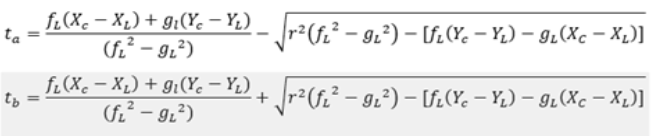 t_a = \frac{f_L(X_c − X_L) + g_l(Y_c − Y_L)}{(f_L^2 − g_L^2)} − \sqrt{r^2(f_L^2 − g_L^2) − [f_L(Y_c − Y_L) − g_L(X_C − X_L)]}
t_b = \frac{f_L(X_c − X_L) + g_l(Y_c − Y_L)}{(f_L^2 − g_L^2)} + \sqrt{r^2(f_L^2 − g_L^2) − [f_L(Y_c − Y_L) − g_L(X_C − X_L)]}